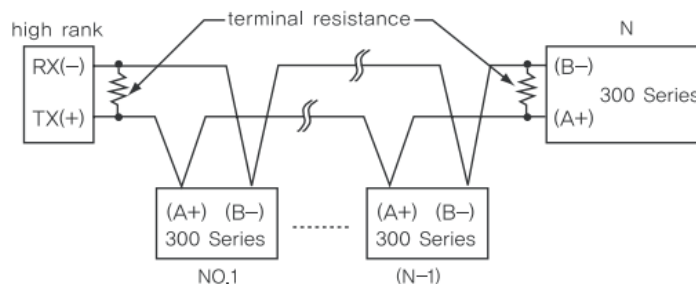 terminal resistance
high rank
N
RX(-)
(B-)
300 Series
TX(+)
(A+)
(A+) (B-)
300 Series
(A+) (B-)
300 Series
NO.1
(N-1)